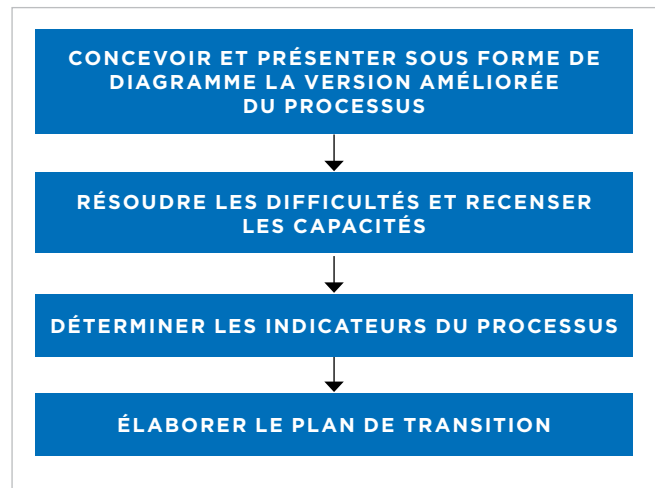 CONCEVOIR ET PRÉSENTER SOUS FORME DE
DIAGRAMME LA VERSION AMÉLIORÉE
DU PROCESSUS
RÉSOUDRE LES DIFFICULTÉS ET RECENSER
LES CAPACITÉS
DÉTERMINER LES INDICATEURS DU PROCESSUS
ÉLABORER LE PLAN DE TRANSITION